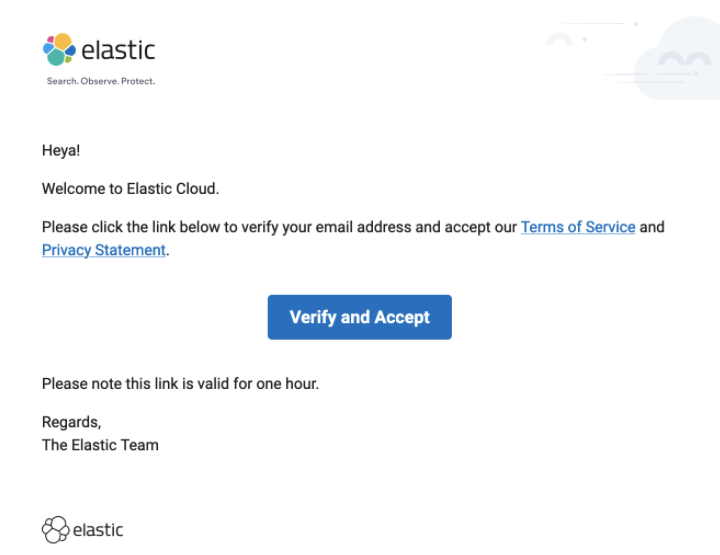 elastic
Search. Observe. Protect.
Heya!
Welcome to Elastic Cloud.
Please click the link below to verify your email address and accept our Terms of Service and
Privacy Statement.
Verify and Accept
Please note this link is valid for one hour.
Regards,
The Elastic Team
elastic